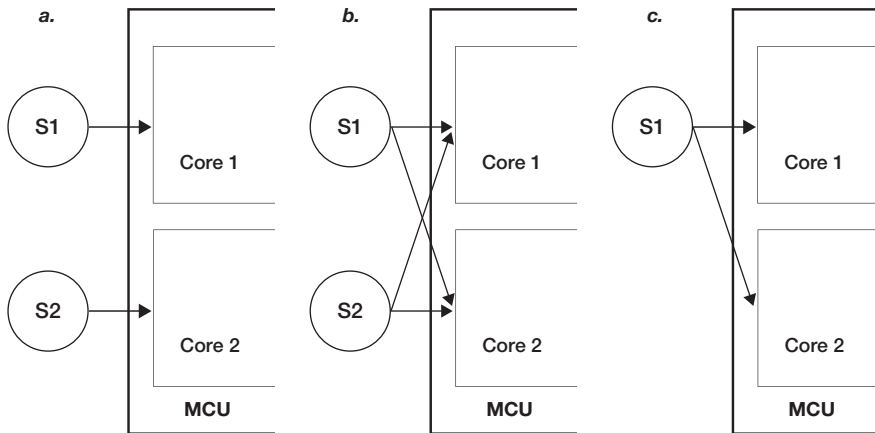 a.
S1
Core 1
S2
Core 2
MCU
b.
S1
Core 1
S2
Core 2
MCU
c.
S1
Core 1
Core 2
MCU